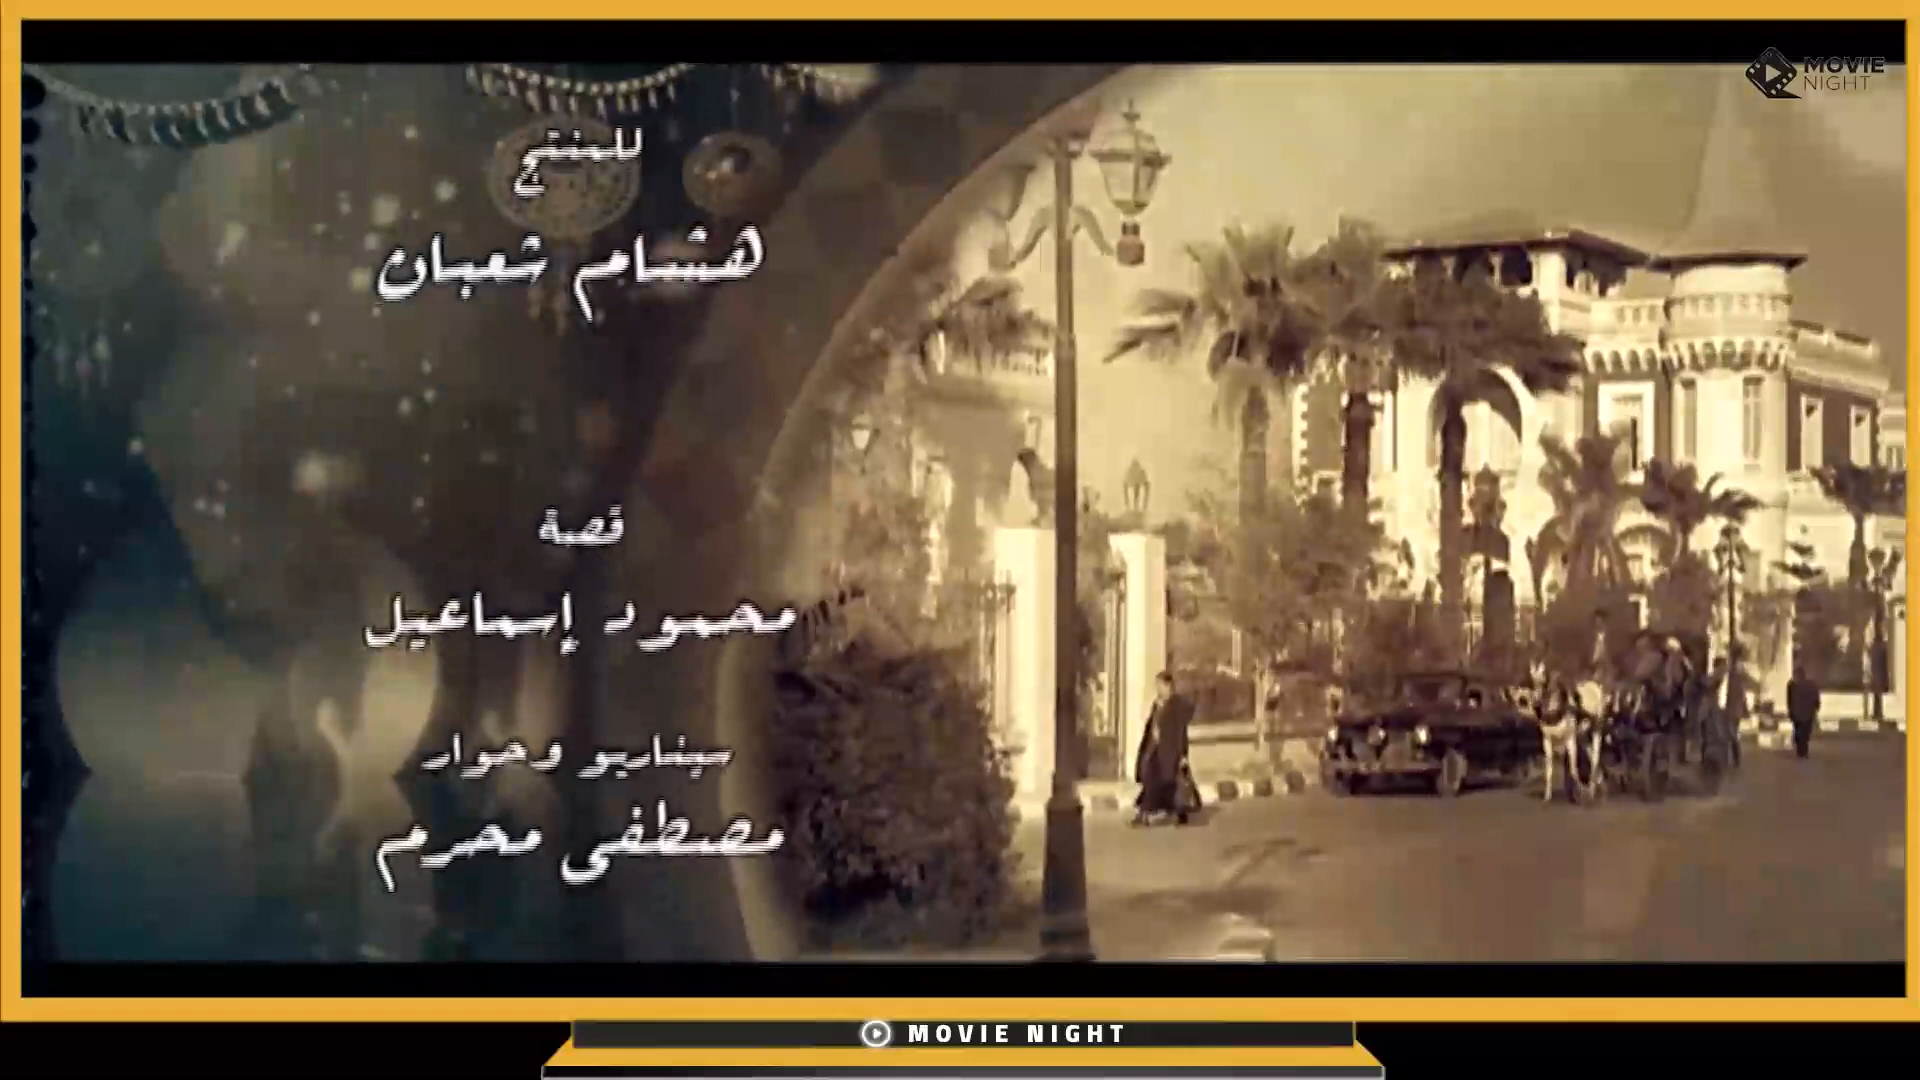 MOVIE
NIGHT
للمنتج
هشام شعبان
قصة
محمود إسماعيل
سيناريو وحوار
مصطفى محرم
MOVIE NIGHT